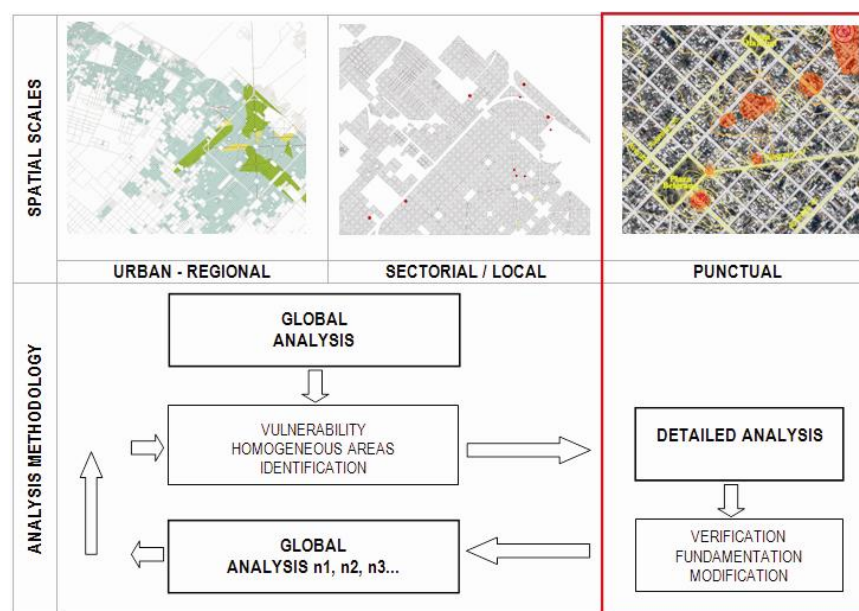 SPATIAL SCALES
URBAN - REGIONAL
SECTORIAL / LOCAL
PUNCTUAL
ANALYSIS METHODOLOGY
GLOBAL
ANALYSIS
VULNERABILITY
HOMOGENEOUS AREAS
IDENTIFICATION
DETAILED ANALYSIS
GLOBAL
ANALYSIS n1, n2, n3...
VERIFICATION
FUNDAMENTATION
MODIFICATION